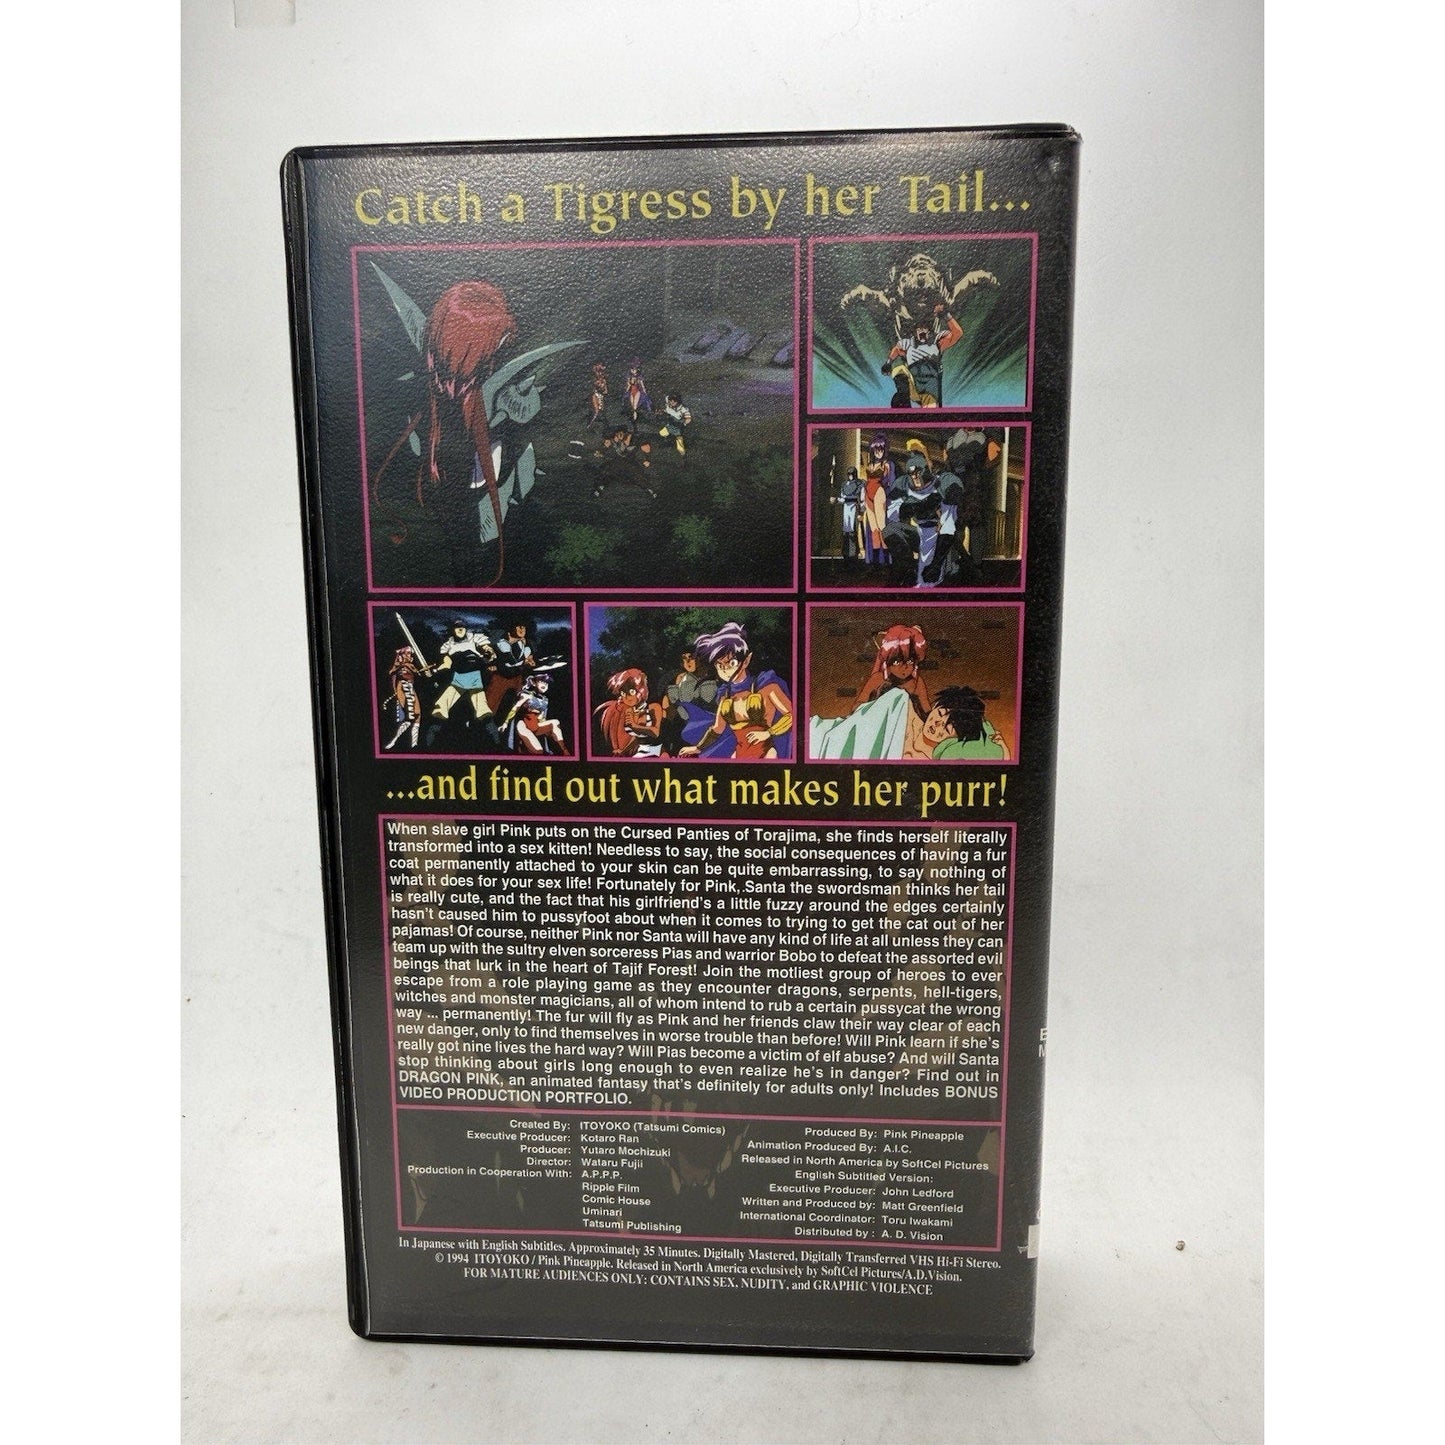 Catch a Tigress by her Tail...
...and find out what makes her purr!
When slave girl Pink puts on the Cursed Panties of Torajima, she finds herself literally
transformed into a sex kitten! Needless to say, the social consequences of having a fur
coat permanently attached to your skin can be quite embarrassing, to say nothing of
what it does for your sex life! Fortunately for Pink, Santa the swordsman thinks her tail
is really cute, and the fact that his girlfriend's a little fuzzy around the edges certainly
hasn't caused him to pussyfoot about when it comes to trying to get the cat out of her
pajamas! Of course, neither Pink nor Santa will have any kind of life at all unless they can
team up with the sultry elven sorceress Pias and warrior Bobo to defeat the assorted evil
beings that lurk in the heart of Tajif Forest! Join the motliest group of heroes to ever
escape from a role playing game as they encounter dragons, serpents, hell-tigers,
witches and monster magicians, all of whom intend to rub a certain pussycat the wrong
way ... permanently! The fur will fly as Pink and her friends claw their way clear of each
new danger, only to find themselves in worse trouble than before! Will Pink learn if she's
really got nine lives the hard way? Will Pias become a victim of elf abuse? And will Santa
stop thinking about girls long enough to even realize he's in danger? Find out in
DRAGON PINK, an animated fantasy that's definitely for adults only! Includes BONUS
VIDEO PRODUCTION PORTFOLIO.
Created By: ITOYOKO (Tatsumi Comics)
Executive Producer: Kotaro Ran
Producer: Yutaro Mochizuki
Director: Wataru Fujii
Production in Cooperation With: A.P.P.P.
Ripple Film
Comic House
Uminari
Tatsumi Publishing
Produced By: Pink Pineapple
Animation Produced By: A.I.C.
Released in North America by SoftCel Pictures
English Subtitled Version:
Executive Producer: John Ledford
Written and Produced by: Matt Greenfield
International Coordinator: Toru Iwakami
Distributed by : A. D. Vision
In Japanese with English Subtitles. Approximately 35 Minutes. Digitally Mastered, Digitally Transferred VHS Hi-Fi Stereo.
© 1994 ITOYOKO / Pink Pineapple. Released in North America exclusively by SoftCel Pictures/A.D.Vision.
FOR MATURE AUDIENCES ONLY: CONTAINS SEX, NUDITY, and GRAPHIC VIOLENCE